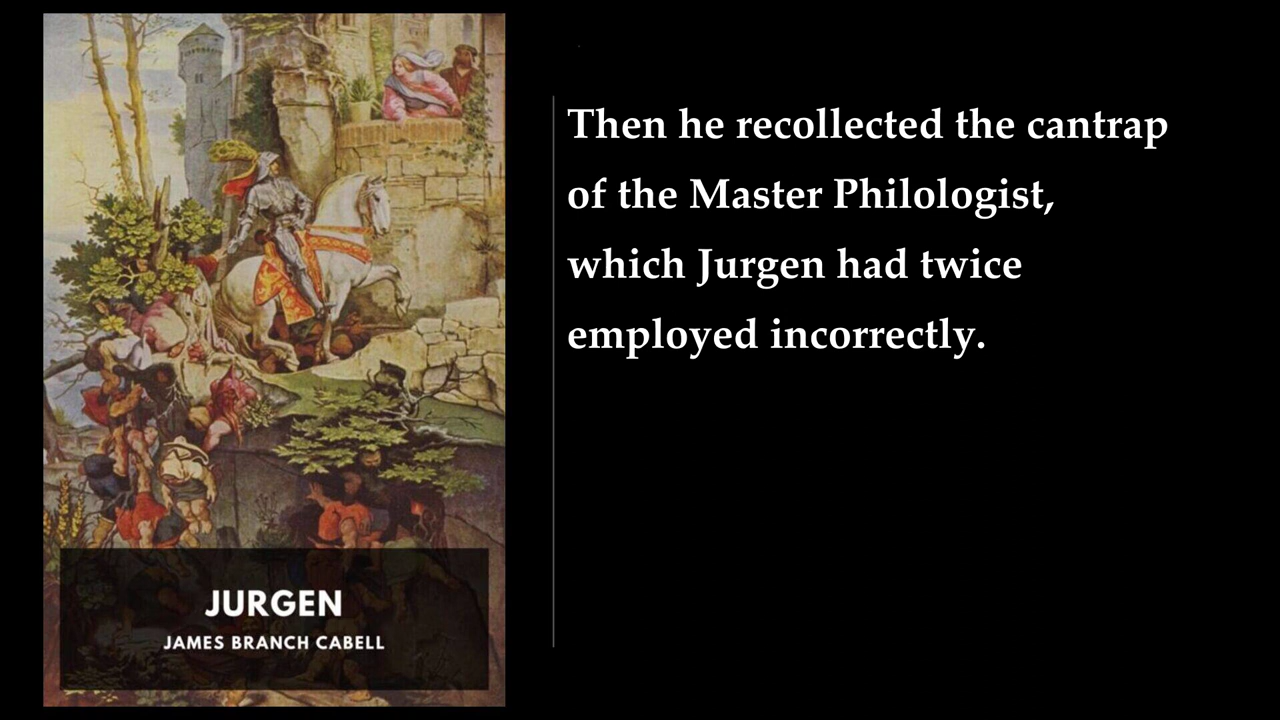 JURGEN
JAMES BRANCH CABELL
Then he recollected the cantrap
of the Master Philologist,
which Jurgen had twice
employed incorrectly.